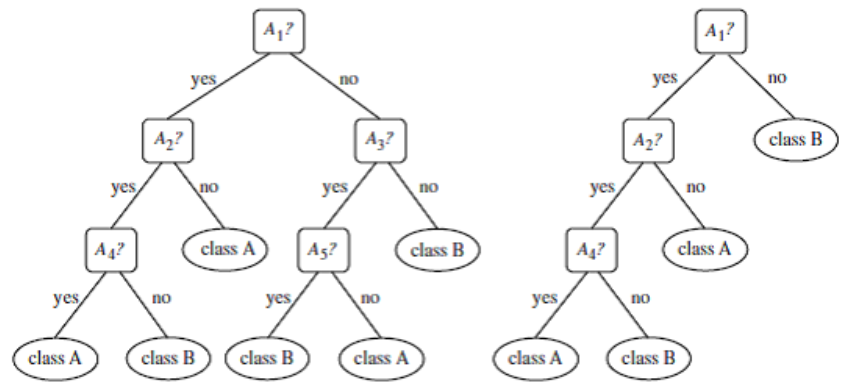 A1?
yes
no
A2?
A3?
yes
no
yes
no
A4?
class A
A5?
class B
yes
no
yes
no
class A
class B
class B
class A
A1?
yes
no
A2?
class B
yes
no
A4?
class A
yes
no
class A
class B